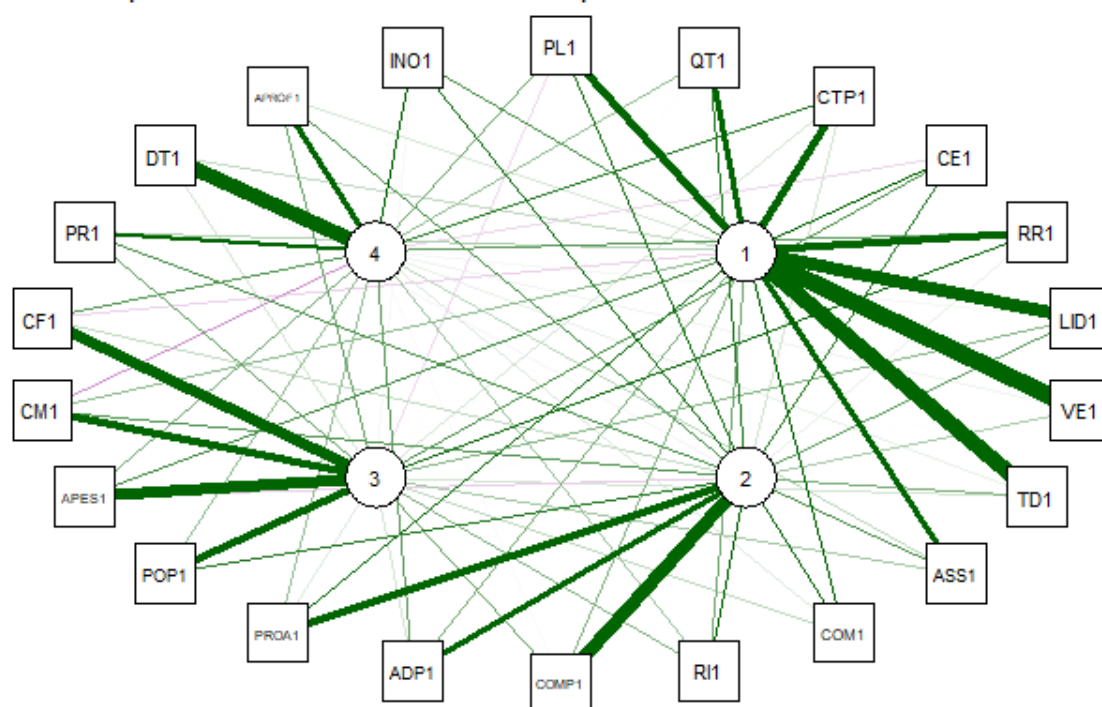 PL1
INO1
QT1
APROF1
CTP1
DT1
CE1
PR1
RR1
4
1
CF1
LID1
CM1
VE1
3
2
APES1
TD1
POP1
ASS1
PROA1
COM1
ADP1
COMP1
RI1